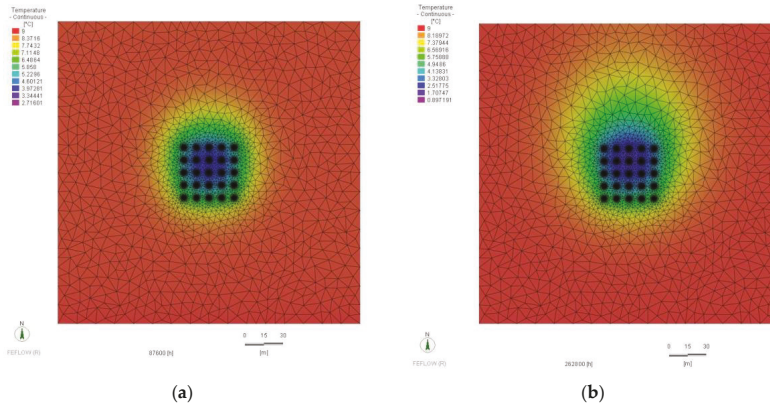 Temperature
- Continuous -
[°C]
9
8.3716
7.7432
7.1148
6.4864
5.858
5.2296
4.60121
3.97281
3.34441
2.71601
N
FEFLOW (R)
87600 [h]
0 15 30
[m]
(a)
Temperature
- Continuous -
[°C]
9
8.18972
7.37944
6.56916
5.75888
4.9486
4.13831
3.32803
2.51775
1.70747
0.897191
N
FEFLOW (R)
262800 [h]
0 15 30
[m]
(b)